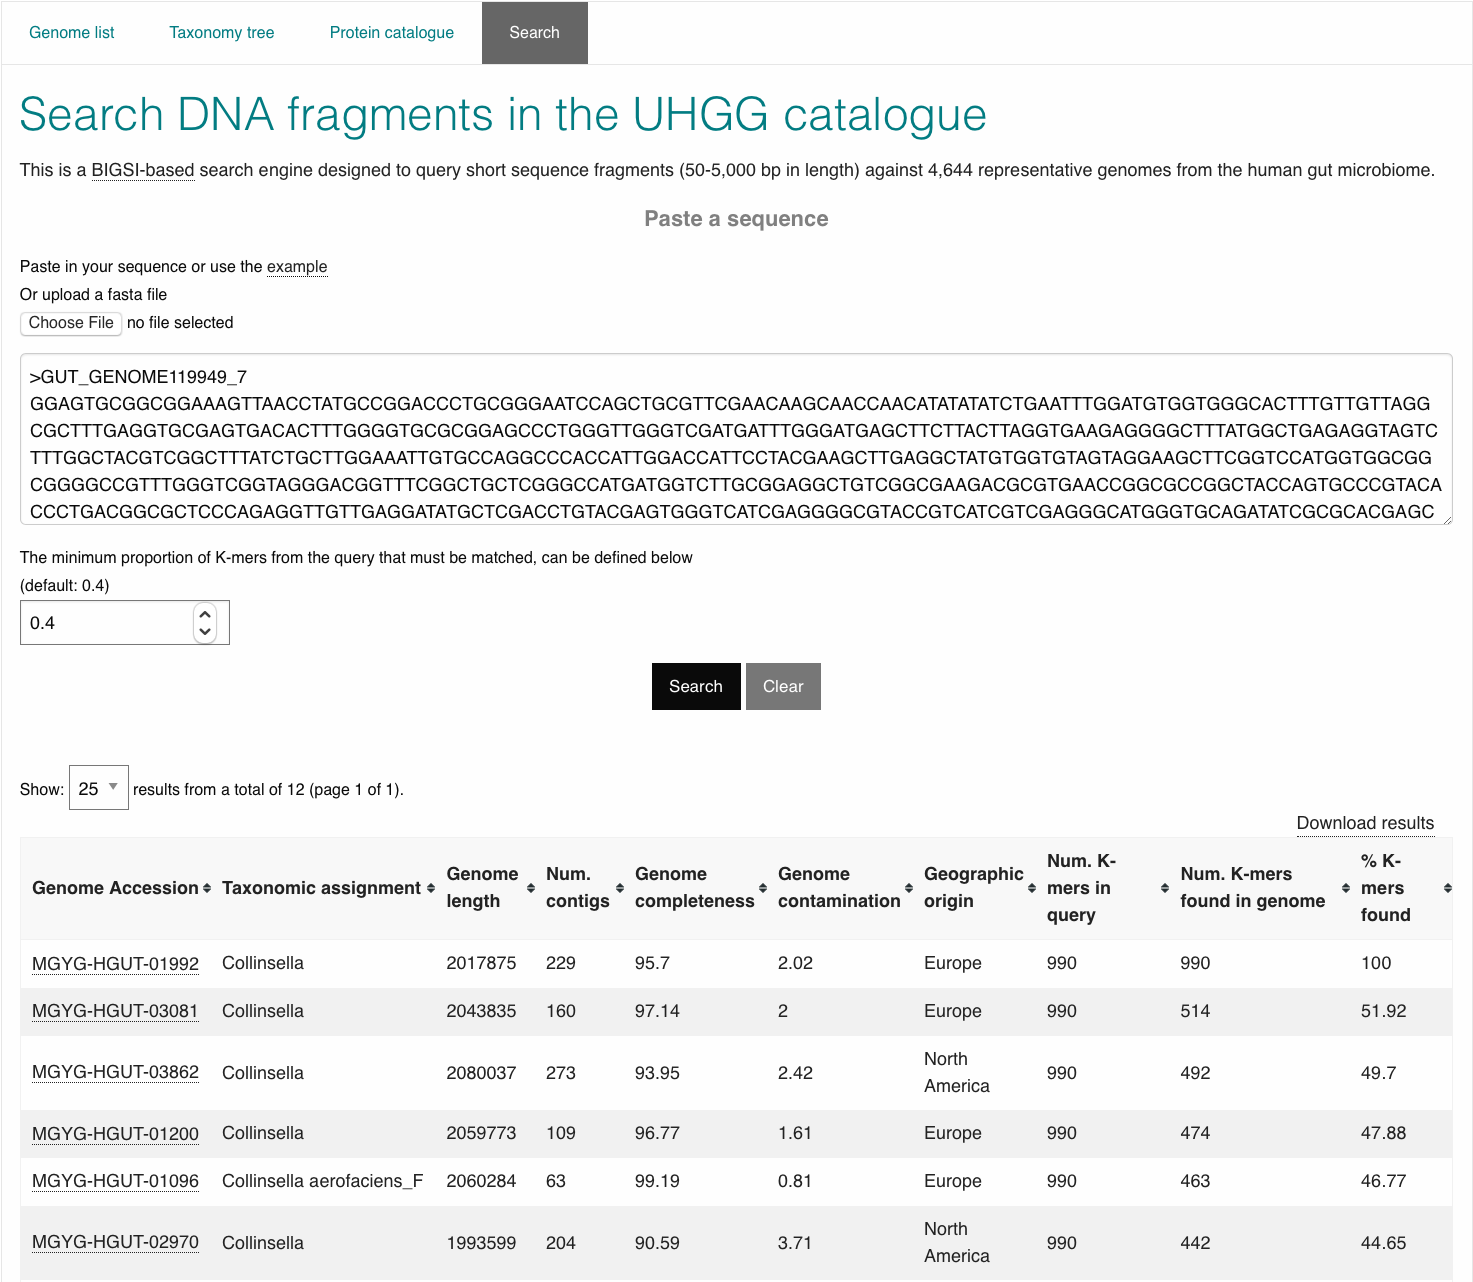 Genome list Taxonomy tree Protein catalogue Search
Search DNA fragments in the UHGG catalogue
This is a BIGSI-based search engine designed to query short sequence fragments (50-5,000 bp in length) against 4,644 representative genomes from the human gut microbiome.
Paste a sequence
Paste in your sequence or use the example
Or upload a fasta file
Choose File no file selected
>GUT_GENOME119949_7
GGAGTGCGGCGGAAAGTTAACCTATGCCGGACCCTGCGGGAATCCAGCTGCGTTCGAACAAGCAACCAACATATATATCTGAATTTGGATGTGGTGGGCACTTTGTTGTTAGG
CGCTTTGAGGTGCGAGTGACACTTTGGGGTGCGCGGAGCCCTGGGTTGGGTCGATGATTTGGGATGAGCTTCTTACTTAGGTGAAGAGGGGCTTTATGGCTGAGAGGTAGTC
TTTGGCTACGTCGGCTTTATCTGCTTGGAAATTGTGCCAGGCCCACCATTGGACCATTCCTACGAAGCTTGAGGCTATGTGGTGTAGTAGGAAGCTTCGGTCCATGGTGGCGG
CGGGGCCGTTTGGGTCGGTAGGGACGGTTTCGGCTGCTCGGGCCATGATGGTCTTGCGGAGGCTGTCGGCGAAGACGCGTGAACCGGCGCCGGCTACCAGTGCCCGTACA
CCCTGACGGCGCTCCCAGAGGTTGTTGAGGATATGCTCGACCTGTACGAGTGGGTCATCGAGGGGCGTACCGTCATCGTCGAGGGCATGGGTGCAGATATCGCGCACGAGC
The minimum proportion of K-mers from the query that must be matched, can be defined below
(default: 0.4)
0.4
Search Clear
Show: 25 results from a total of 12 (page 1 of 1).
Download results
Genome Accession Taxonomic assignment Genome length Num. contigs Genome completeness Genome contamination Geographic origin Num. K-mers in query Num. K-mers found in genome % K-mers found
MGYG-HGUT-01992 Collinsella 2017875 229 95.7 2.02 Europe 990 990 100
MGYG-HGUT-03081 Collinsella 2043835 160 97.14 2 Europe 990 514 51.92
MGYG-HGUT-03862 Collinsella 2080037 273 93.95 2.42 North America 990 492 49.7
MGYG-HGUT-01200 Collinsella 2059773 109 96.77 1.61 Europe 990 474 47.88
MGYG-HGUT-01096 Collinsella aerofaciens_F 2060284 63 99.19 0.81 Europe 990 463 46.77
MGYG-HGUT-02970 Collinsella 1993599 204 90.59 3.71 North America 990 442 44.65